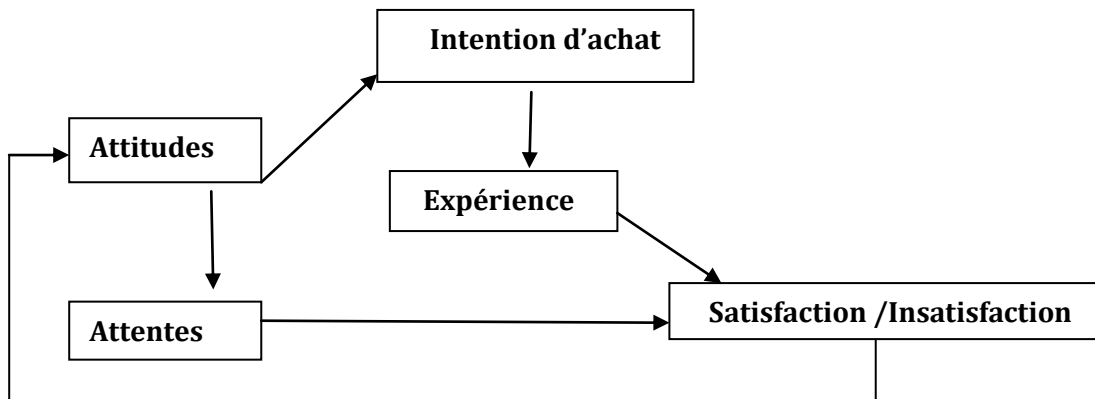 Intention d’achat
Attitudes
Expérience
Attentes
Satisfaction /Insatisfaction